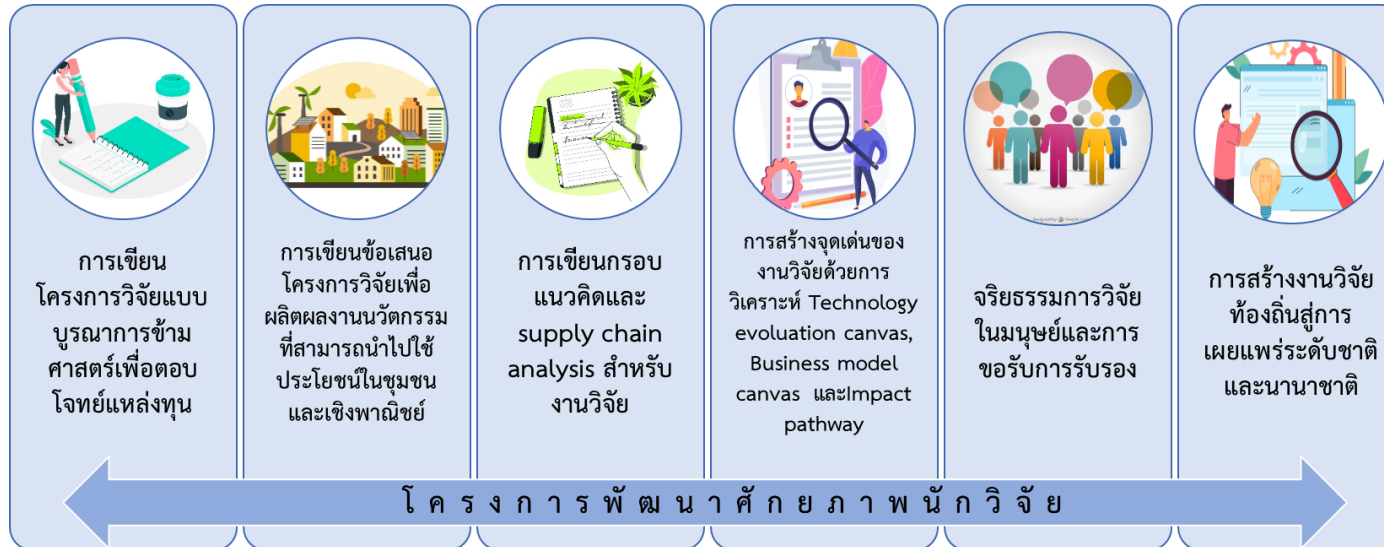 การเขียน
โครงการวิจัยแบบ
บูรณาการข้าม
ศาสตร์เพื่อตอบ
โจทย์แหล่งทุน
การเขียนข้อเสนอ
โครงการวิจัยเพื่อ
ผลิตผลงานนวัตกรรม
ที่สามารถนำไปใช้
ประโยชน์ในชุมชน
และเชิงพาณิชย์
การเขียนกรอบ
แนวคิดและ
supply chain
analysis สำหรับ
งานวิจัย
การสร้างจุดเด่นของ
งานวิจัยด้วยการ
วิเคราะห์ Technology
evoluation canvas,
Business model
canvas และImpact
pathway
จริยธรรมการวิจัย
ในมนุษย์และการ
ขอรับการรับรอง
การสร้างงานวิจัย
ท้องถิ่นสู่การ
เผยแพร่ระดับชาติ
และนานาชาติ
โครงการพัฒนาศักยภาพนักวิจัย